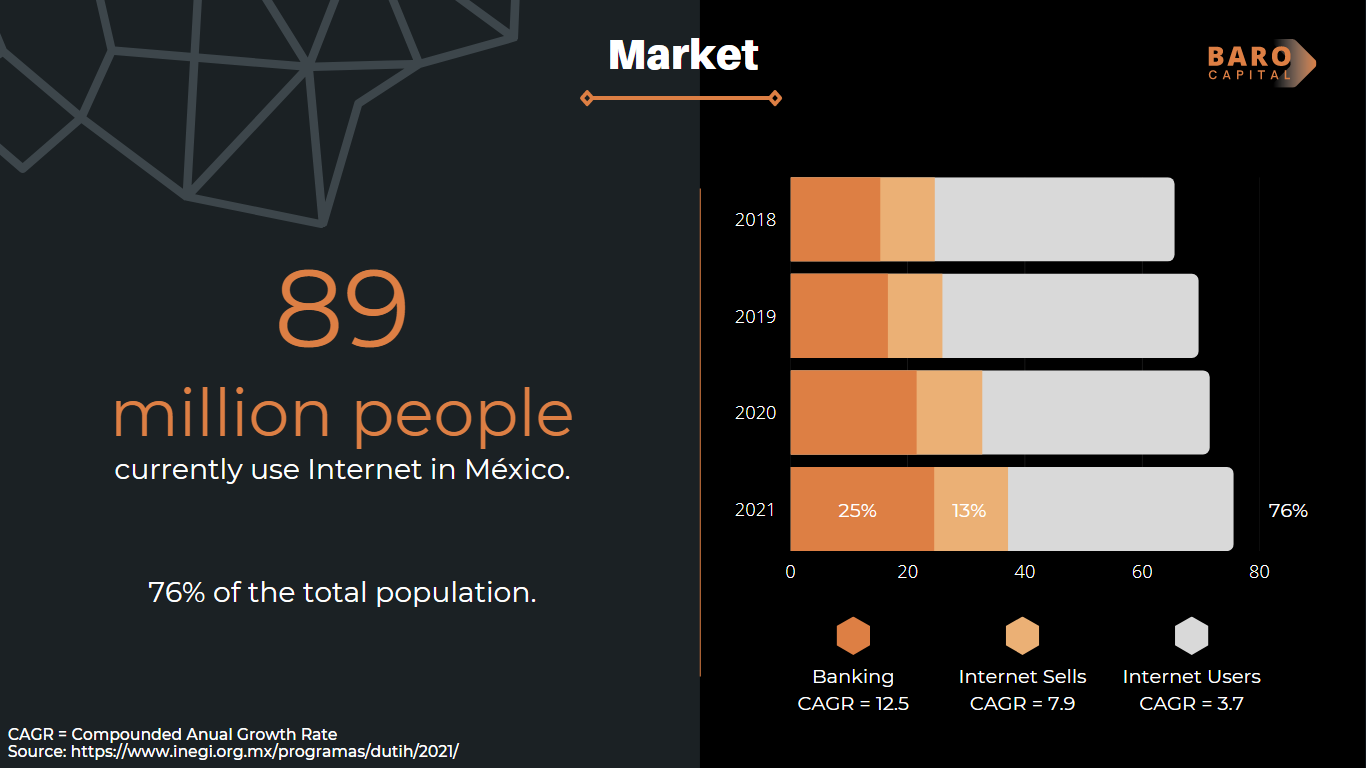 Market
BARO
CAPITAL
89
million people
currently use Internet in México.
76% of the total population.
2018
2019
2020
2021
25%
13%
76%
0 20 40 60 80
Banking
CAGR = 12.5
Internet Sells
CAGR = 7.9
Internet Users
CAGR = 3.7
CAGR = Compounded Anual Growth Rate
Source: https://www.inegi.org.mx/programas/dutih/2021/